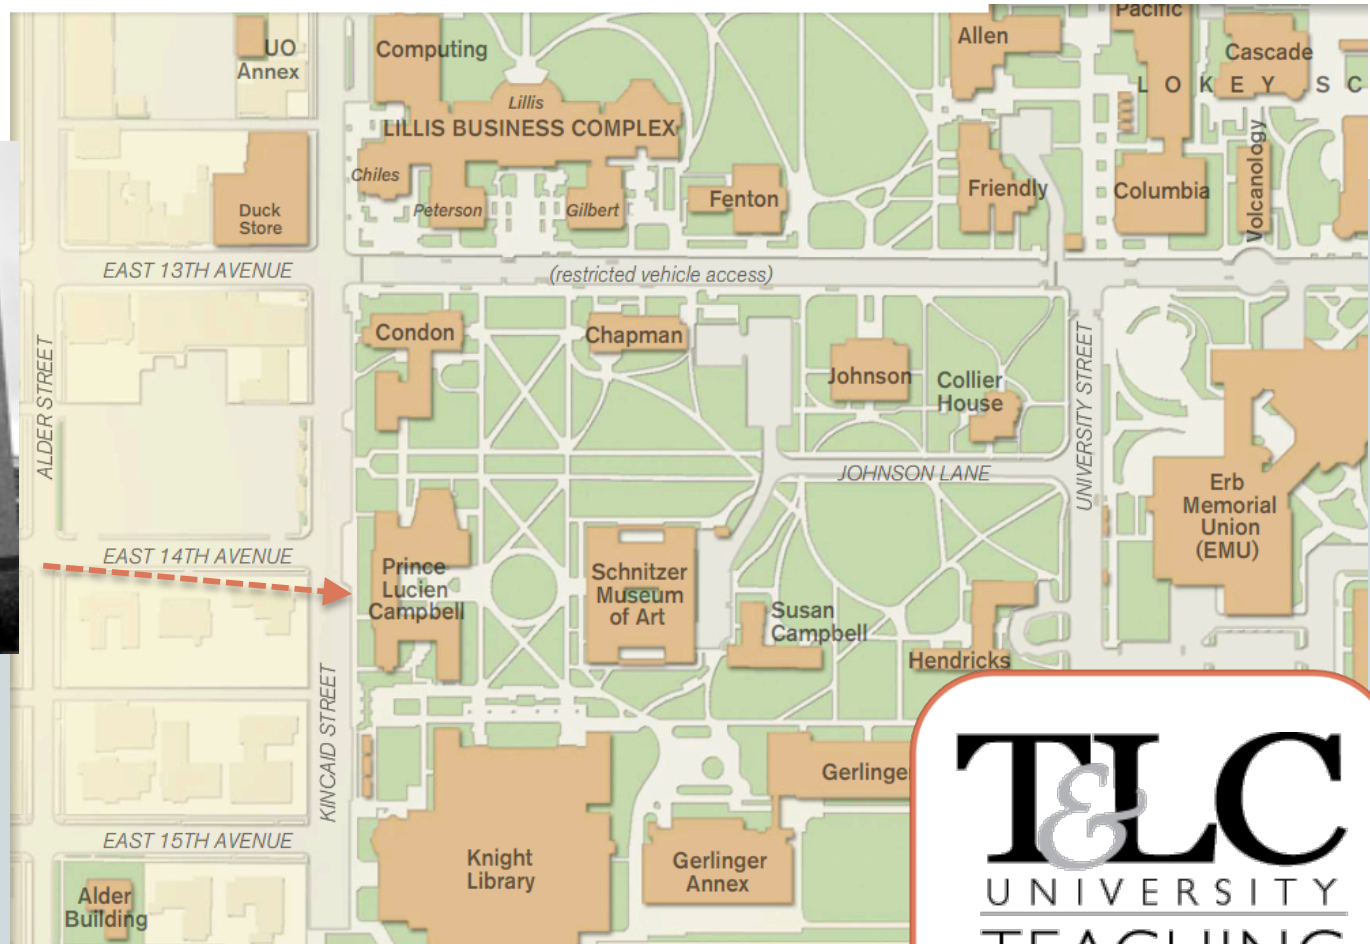 Pacific
Allen
UO
Annex
Computing
Cascade
LOKEY SC
Lillis
LILLIS BUSINESS COMPLEX
Chiles
Peterson
Gilbert
Fenton
Friendly
Columbia
Volcanology
Duck
Store
EAST 13TH AVENUE
(restricted vehicle access)
Condon
Chapman
Johnson
Collier
House
ALDER STREET
UNIVERSITY STREET
JOHNSON LANE
Erb
Memorial
Union
(EMU)
EAST 14TH AVENUE
Prince
Lucien
Campbell
Schnitzer
Museum
of Art
Susan
Campbell
Hendricks
KINCAID STREET
Gerlinge
EAST 15TH AVENUE
Knight
Library
Gerlinger
Annex
Alder
Building
T&LC
UNIVERSITY
TEACHING